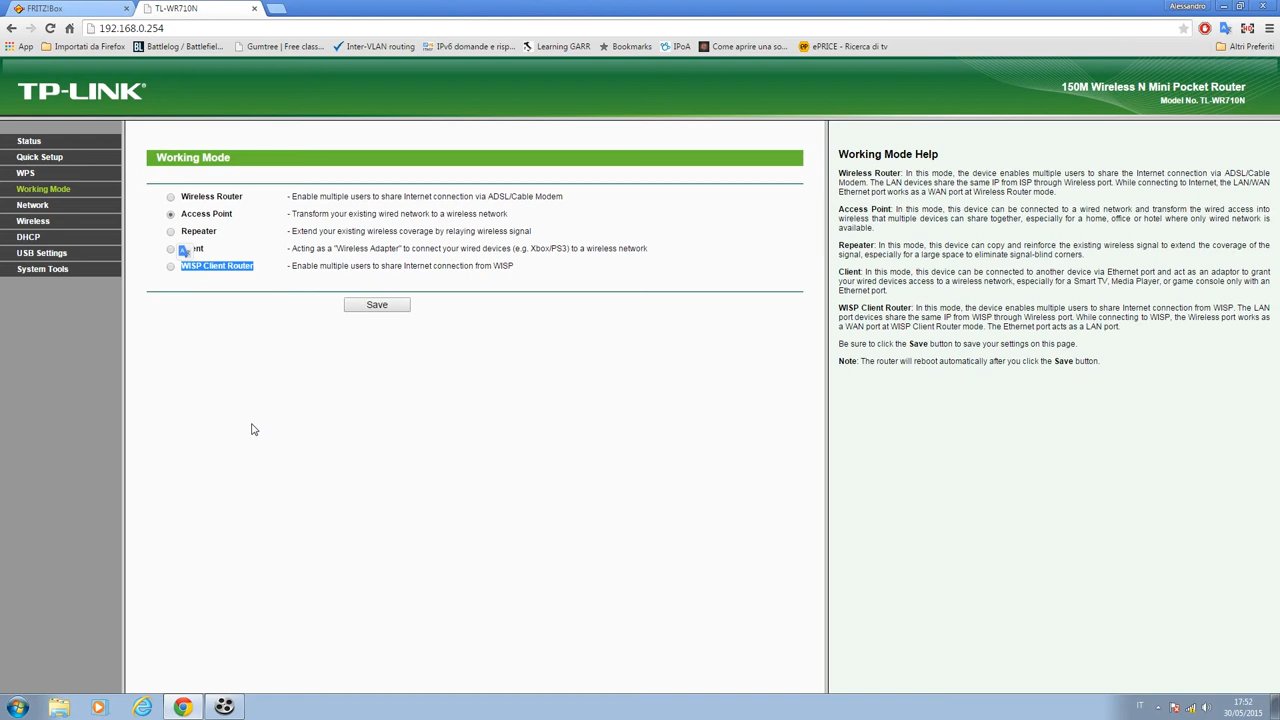 FRITZ!Box
TL-WR710N
Alessandro
192.168.0.254
App
Importati da Firefox
Battlelog / Battlefiel...
Gumtree | Free class...
Inter-VLAN routing
IPv6 domande e risp...
Learning GARR
Bookmarks
IPoA
Come aprire una so...
ePRICE - Ricerca di tv
Altri Preferiti
TP-LINK
150M Wireless N Mini Pocket Router
Model No. TL-WR710N
Status
Quick Setup
WPS
Working Mode
Network
Wireless
DHCP
USB Settings
System Tools
Working Mode
Wireless Router - Enable multiple users to share Internet connection via ADSL/Cable Modem
Access Point - Transform your existing wired network to a wireless network
Repeater - Extend your existing wireless coverage by relaying wireless signal
ent - Acting as a "Wireless Adapter" to connect your wired devices (e.g. Xbox/PS3) to a wireless network
WISP Client Router - Enable multiple users to share Internet connection from WISP
Save
Working Mode Help
Wireless Router: In this mode, the device enables multiple users to share the Internet connection via ADSL/Cable
Modem. The LAN devices share the same IP from ISP through Wireless port. While connecting to Internet, the LAN/WAN
Ethernet port works as a WAN port at Wireless Router mode.
Access Point: In this mode, this device can be connected to a wired network and transform the wired access into
wireless that multiple devices can share together, especially for a home, office or hotel where only wired network is
available.
Repeater: In this mode, this device can copy and reinforce the existing wireless signal to extend the coverage of the
signal, especially for a large space to eliminate signal-blind corners.
Client: In this mode, this device can be connected to another device via Ethernet port and act as an adaptor to grant
your wired devices access to a wireless network, especially for a Smart TV, Media Player, or game console only with an
Ethernet port.
WISP Client Router: In this mode, the device enables multiple users to share Internet connection from WISP. The LAN
port devices share the same IP from WISP through Wireless port. While connecting to WISP, the Wireless port works as
a WAN port at WISP Client Router mode. The Ethernet port acts as a LAN port.
Be sure to click the Save button to save your settings on this page.
Note: The router will reboot automatically after you click the Save button.
IT
17:52
30/05/2015